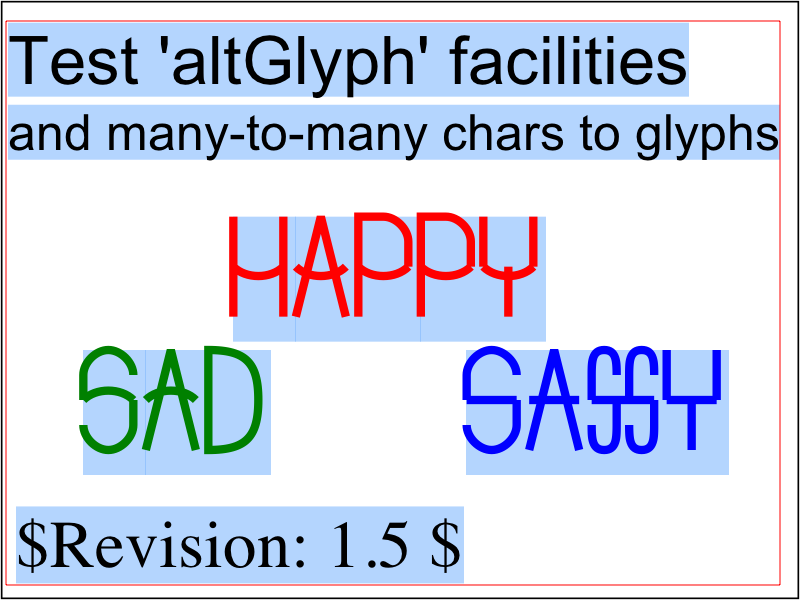 Test 'altGlyph' facilities
and many-to-many chars to glyphs
HAPPY
SAD SASSY
$Revision: 1.5 $